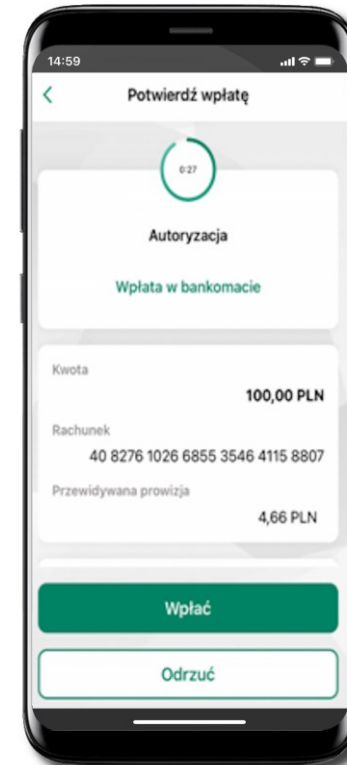 14:59
Potwierdź wpłatę
0:27
Autoryzacja
Wpłata w bankomacie
Kwota
100,00 PLN
Rachunek
40 8276 1026 6855 3546 4115 8807
Przewidywana prowizja
4,66 PLN
Wpłać
Odrzuć